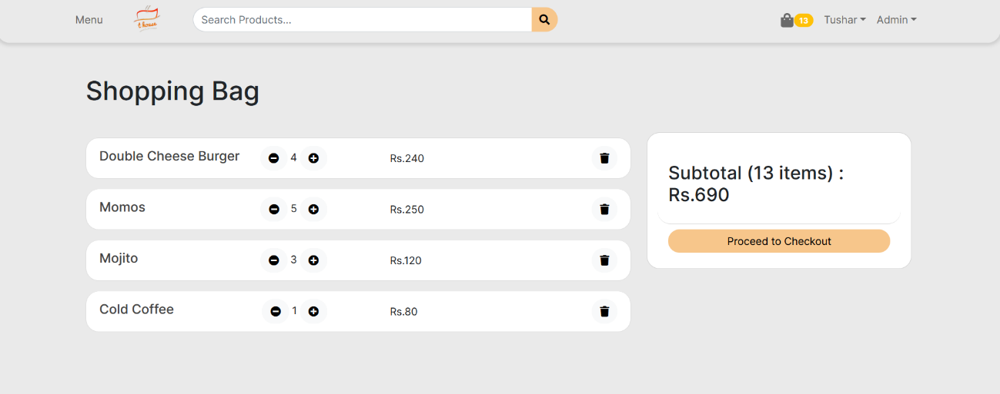 Menu
t house
Search Products...
13
Tushar
Admin
Shopping Bag
Double Cheese Burger 4 Rs.240
Momos 5 Rs.250
Mojito 3 Rs.120
Cold Coffee 1 Rs.80
Subtotal (13 items) :
Rs.690
Proceed to Checkout